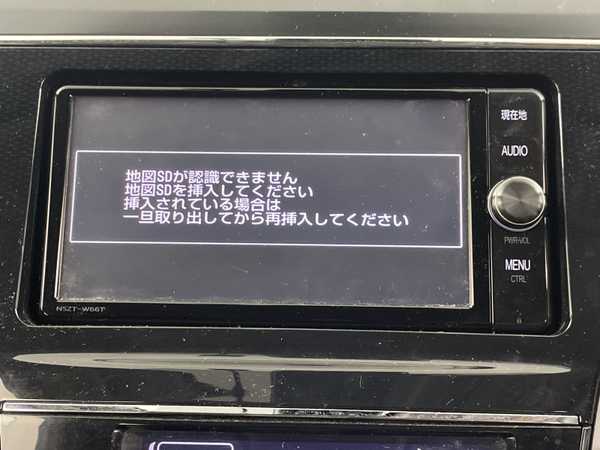 地図SDが認識できません
地図SDを挿入してください
挿入されている場合は
一旦取り出してから再挿入してください
現在地
AUDIO
PWR·VOL
MENU
CTRL
NSZT-W66T